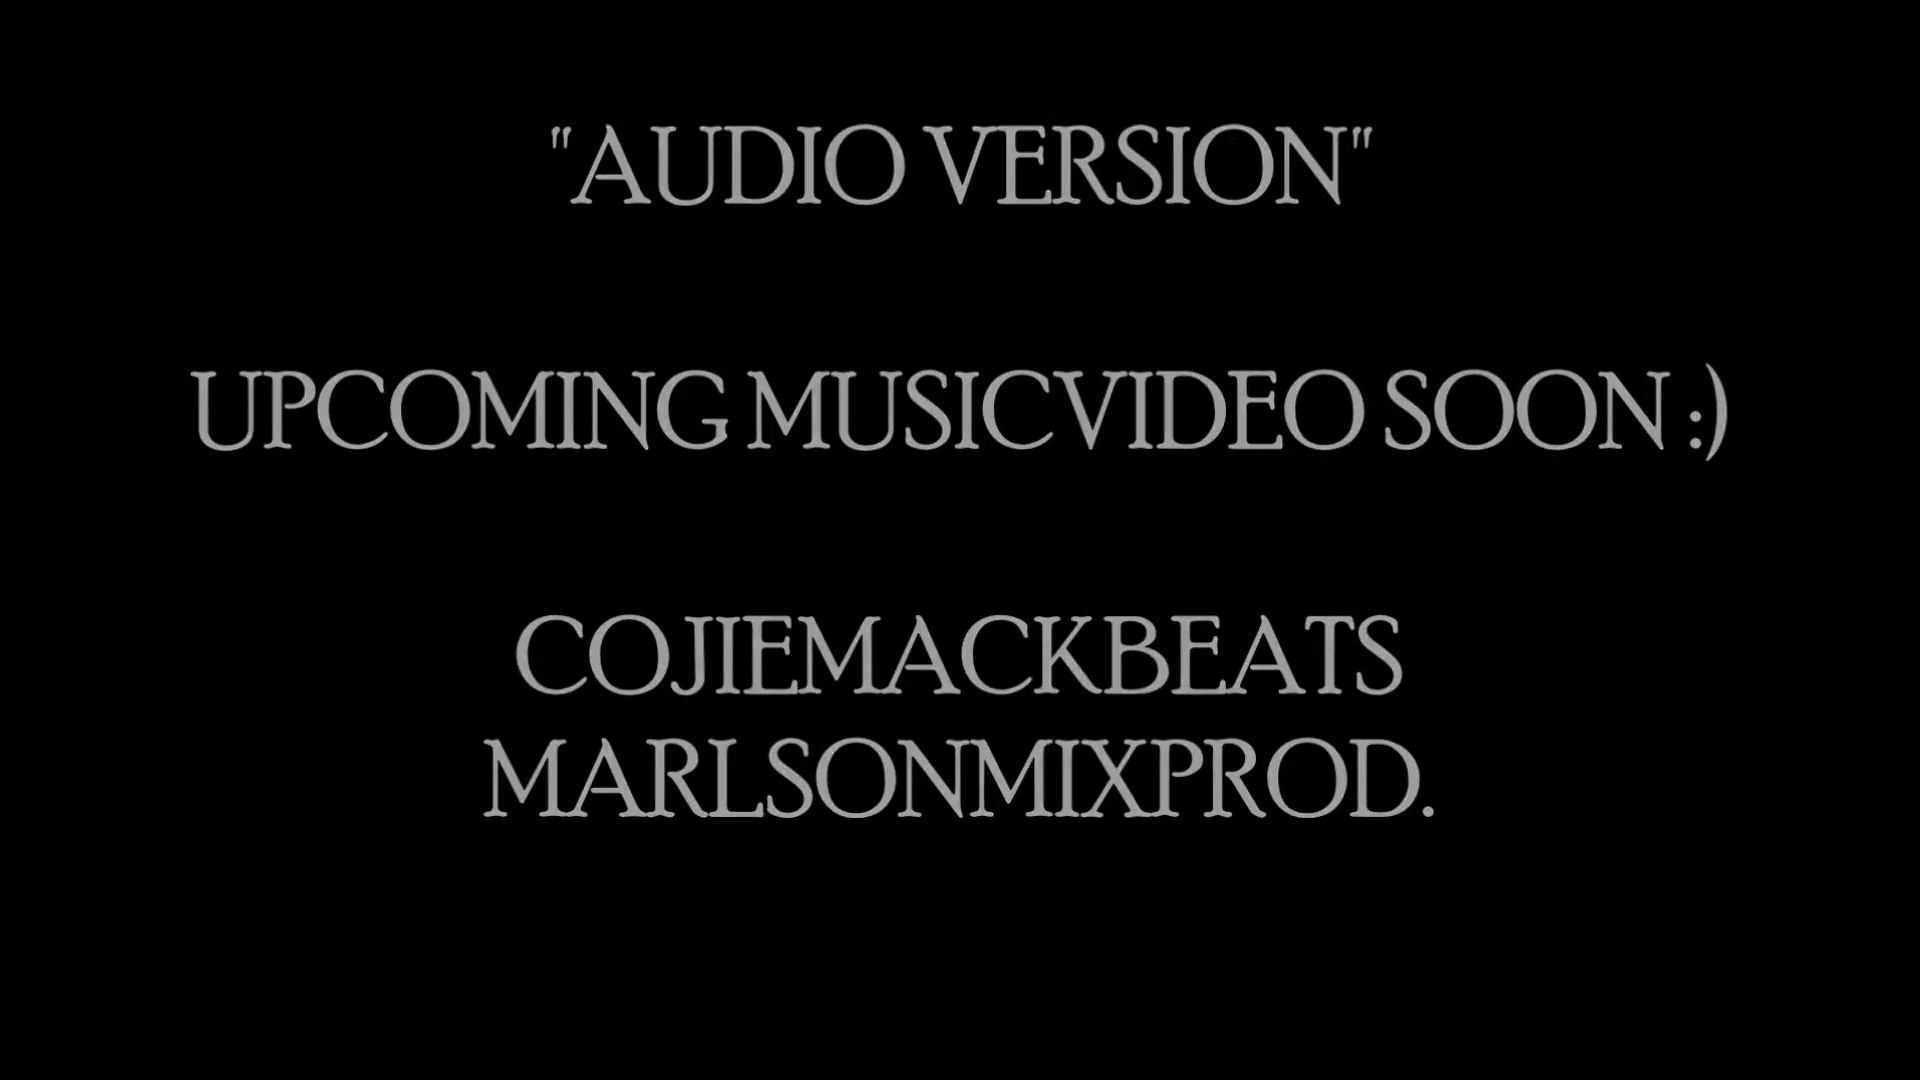 "AUDIO VERSION"
UPCOMING MUSICVIDEO SOON :)
COJIEMACKBEATS
MARLSONMIXPROD.